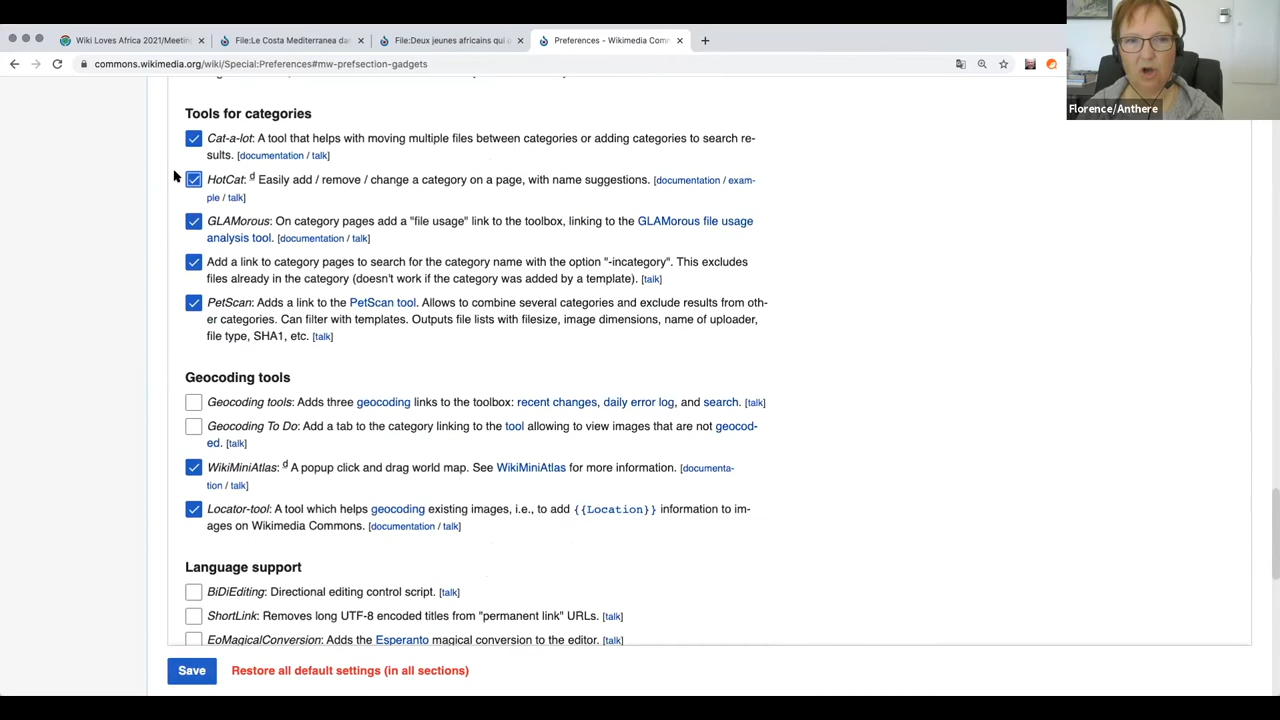 Wiki Loves Africa 2021/Meetin
File:Le Costa Mediterranea da
File:Deux jeunes africains qui o
Preferences - Wikimedia Com
commons.wikimedia.org/wiki/Special:Preferences#mw-prefsection-gadgets
Florence/Anthere
Tools for categories
Cat-a-lot: A tool that helps with moving multiple files between categories or adding categories to search re-
sults. [documentation / talk]
HotCat: d Easily add / remove / change a category on a page, with name suggestions. [documentation / exam-
ple / talk]
GLAMorous: On category pages add a "file usage" link to the toolbox, linking to the GLAMorous file usage
analysis tool. [documentation / talk]
Add a link to category pages to search for the category name with the option "-incategory". This excludes
files already in the category (doesn't work if the category was added by a template). [talk]
PetScan: Adds a link to the PetScan tool. Allows to combine several categories and exclude results from oth-
er categories. Can filter with templates. Outputs file lists with filesize, image dimensions, name of uploader,
file type, SHA1, etc. [talk]
Geocoding tools
Geocoding tools: Adds three geocoding links to the toolbox: recent changes, daily error log, and search. [talk]
Geocoding To Do: Add a tab to the category linking to the tool allowing to view images that are not geocod-
ed. [talk]
WikiMiniAtlas: d A popup click and drag world map. See WikiMiniAtlas for more information. [documenta-
tion / talk]
Locator-tool: A tool which helps geocoding existing images, i.e., to add {{Location}} information to im-
ages on Wikimedia Commons. [documentation / talk]
Language support
BiDiEditing: Directional editing control script. [talk]
ShortLink: Removes long UTF-8 encoded titles from "permanent link" URLs. [talk]
EoMagicalConversion: Adds the Esperanto magical conversion to the editor. [talk]
Save
Restore all default settings (in all sections)